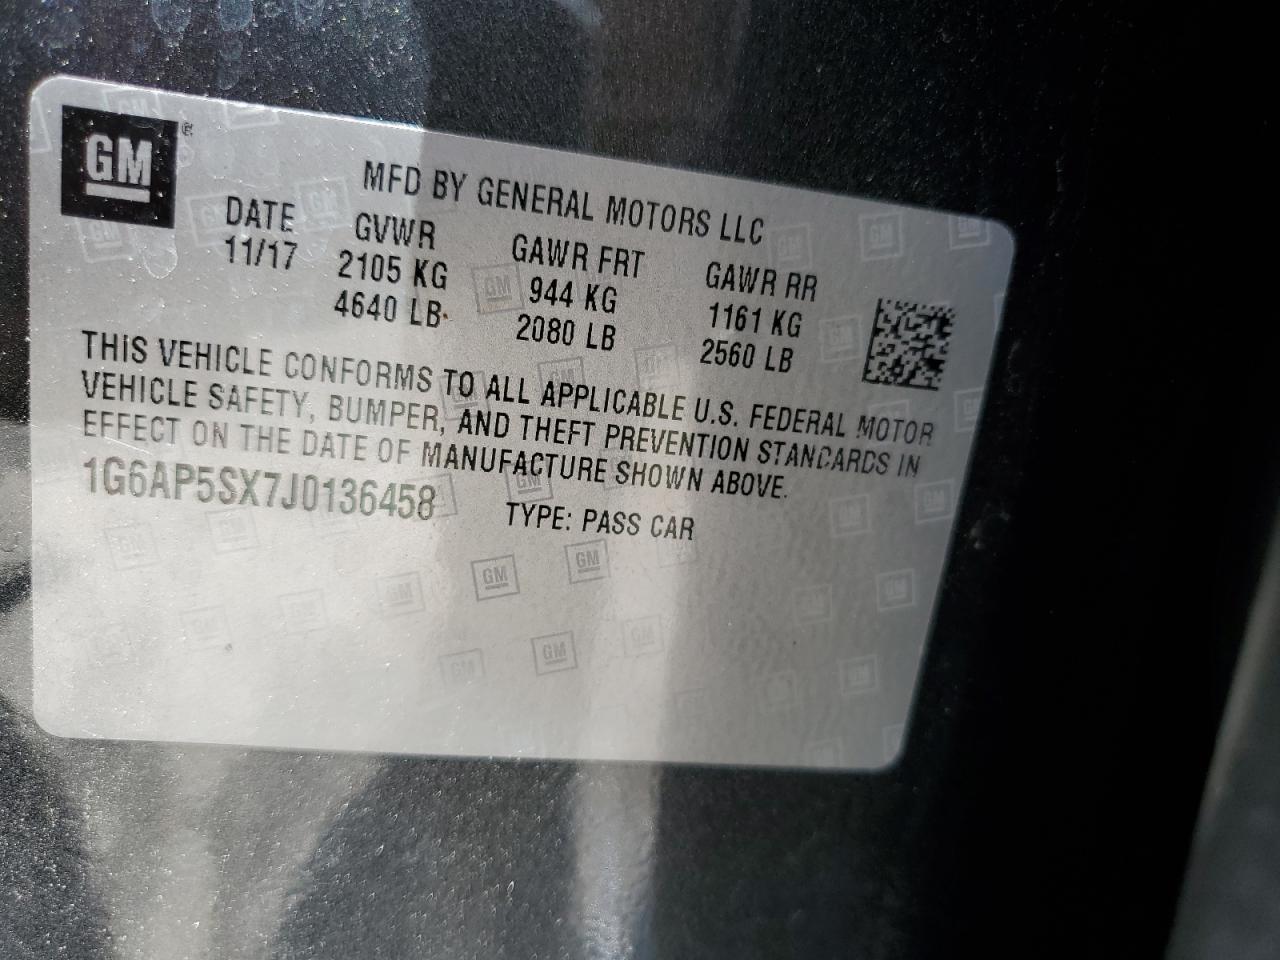 GM
MFD BY GENERAL MOTORS LLC
DATE GVWR GAWR FRT GAWR RR
11/17 2105 KG 944 KG 1161 KG
4640 LB 2080 LB 2560 LB
THIS VEHICLE CONFORMS TO ALL APPLICABLE U.S. FEDERAL MOTOR
VEHICLE SAFETY, BUMPER, AND THEFT PREVENTION STANDARDS IN
EFFECT ON THE DATE OF MANUFACTURE SHOWN ABOVE.
1G6AP5SX7J0136458 TYPE: PASS CAR